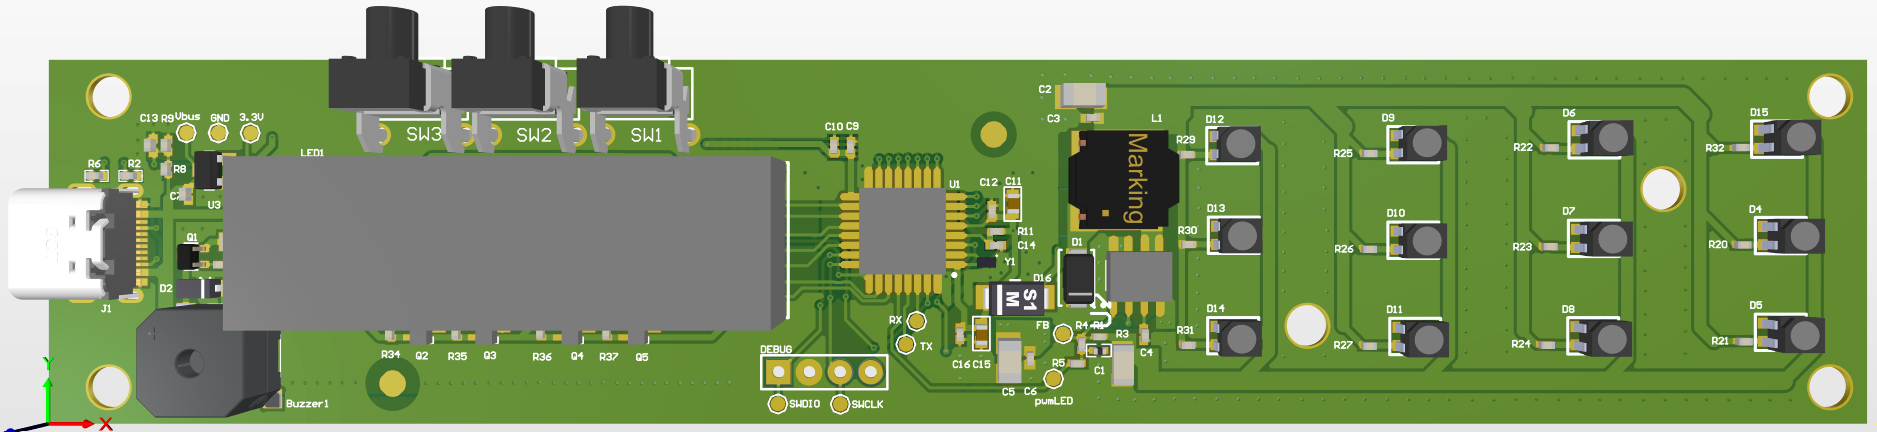 SW3
SW2
SW1
C2
C3
L1
Marking
C13
R9
Vbus
GND
3.3V
C10
C9
R6
R2
R8
LED1
U3
U1
C12
C11
R11
C14
Y1
Q1
D2
J1
D1
D16
S1
M
R29
D12
R25
D9
R22
D6
R32
D15
R30
D13
R26
D10
R23
D7
R20
D4
R31
D14
R27
D11
R24
D8
R21
D5
RX
TX
FB
R4
R1
R3
R5
C1
C4
C16
C15
C5
C6
pwmLED
R34
Q2
R35
Q3
R36
Q4
R37
Q5
DEBUG
SWDIO
SWCLK
Buzzer1
Y
X